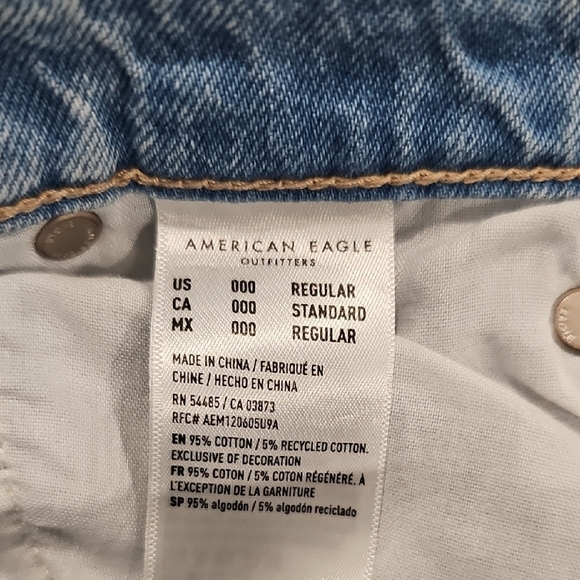 AMERICAN EAGLE
OUTFITTERS
US 000 REGULAR
CA 000 STANDARD
MX 000 REGULAR
MADE IN CHINA / FABRIQUÉ EN
CHINE / HECHO EN CHINA
RN 54485 / CA 03873
RFC# AEM120605U9A
EN 95% COTTON / 5% RECYCLED COTTON.
EXCLUSIVE OF DECORATION
FR 95% COTON / 5% COTON RÉGÉNÉRÉ. À
L'EXCEPTION DE LA GARNITURE
SP 95% algodón / 5% algodón reciclado